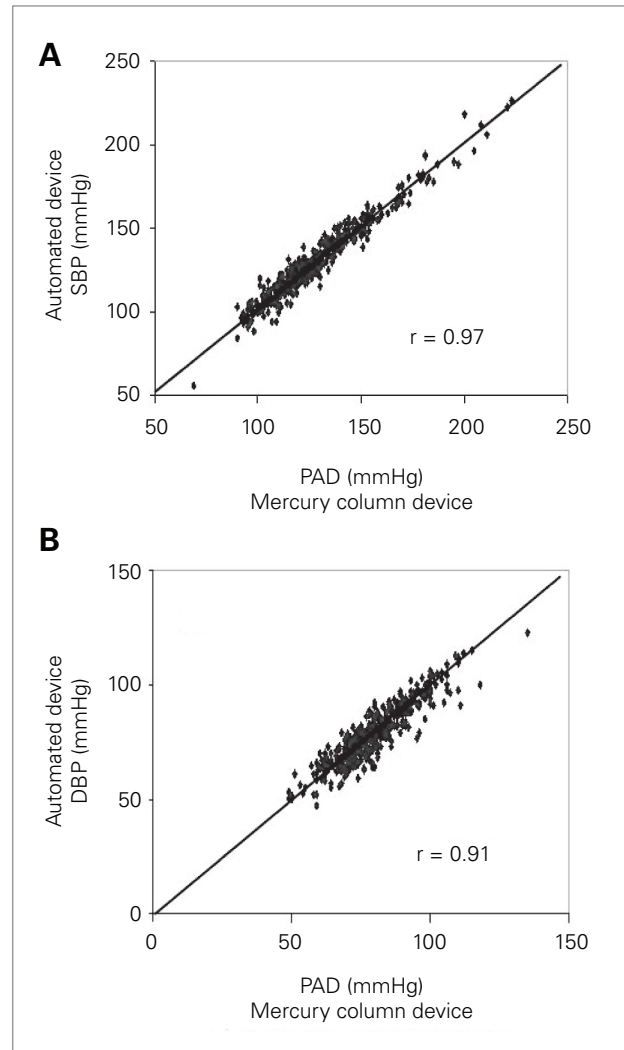 A
250
200
150
100
50
50 100 150 200 250
Automated device
SBP (mmHg)
r = 0.97
PAD (mmHg)
Mercury column device
B
150
100
50
0
0 50 100 150
Automated device
DBP (mmHg)
r = 0.91
PAD (mmHg)
Mercury column device